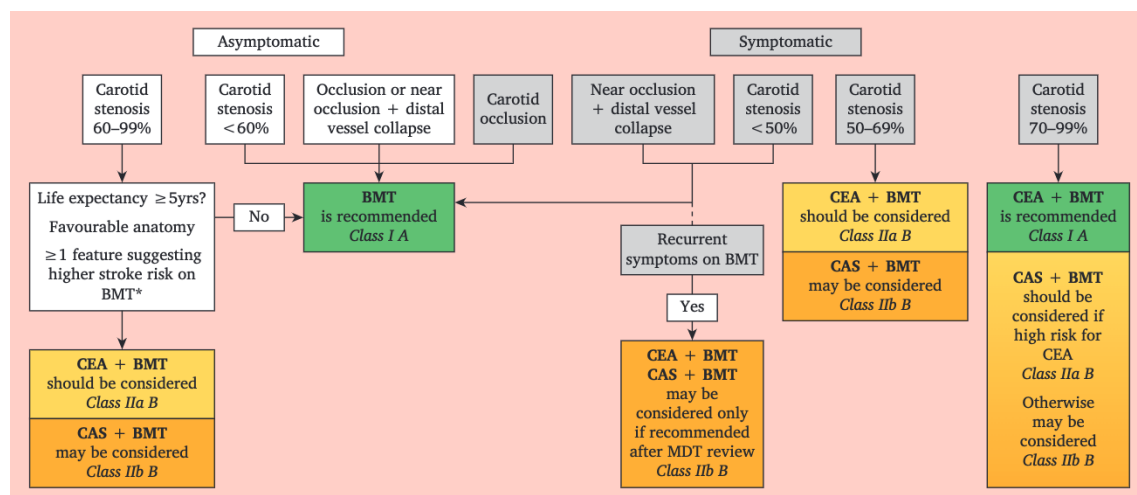 Asymptomatic
Symptomatic
Carotid
stenosis
60–99%
Carotid
stenosis
<60%
Occlusion or near
occlusion + distal
vessel collapse
Carotid
occlusion
Near occlusion
+ distal vessel
collapse
Carotid
stenosis
<50%
Carotid
stenosis
50–69%
Carotid
stenosis
70–99%
Life expectancy ≥5yrs?
Favourable anatomy
≥1 feature suggesting
higher stroke risk on
BMT*
No
BMT
is recommended
Class I A
Recurrent
symptoms on BMT
Yes
CEA + BMT
should be considered
Class IIa B
CAS + BMT
may be considered
Class IIb B
CEA + BMT
CAS + BMT
may be
considered only
if recommended
after MDT review
Class IIb B
CEA + BMT
should be considered
Class IIa B
CAS + BMT
may be considered
Class IIb B
CEA + BMT
is recommended
Class I A
CAS + BMT
should be
considered if
high risk for
CEA
Class IIa B
Otherwise
may be
considered
Class IIb B